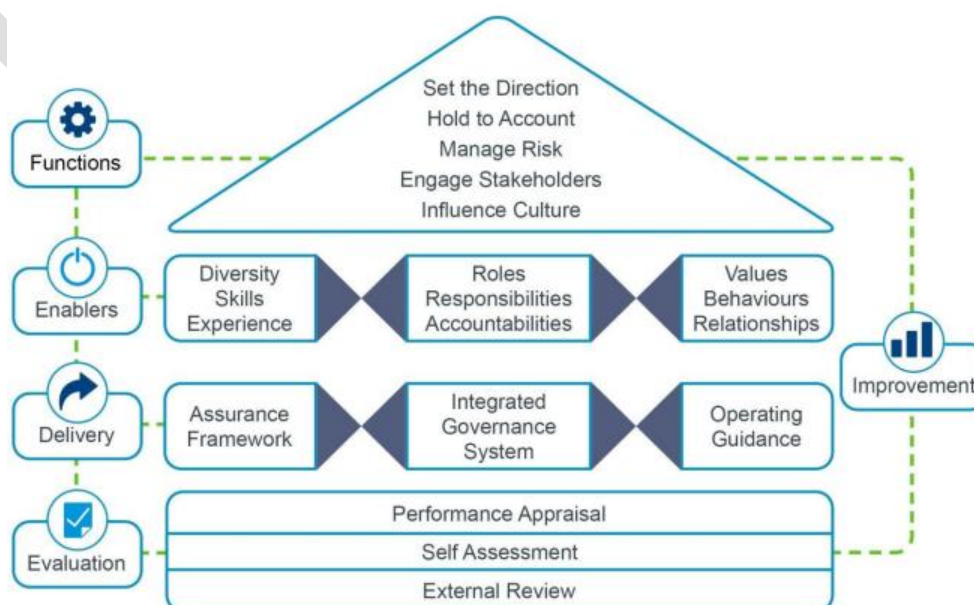 Functions
Set the Direction
Hold to Account
Manage Risk
Engage Stakeholders
Influence Culture
Enablers
Diversity
Skills
Experience
Roles
Responsibilities
Accountabilities
Values
Behaviours
Relationships
Improvement
Delivery
Assurance
Framework
Integrated
Governance
System
Operating
Guidance
Evaluation
Performance Appraisal
Self Assessment
External Review